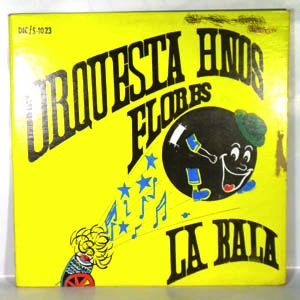 DIC/S-1023
ORQUESTA HNOS
FLORES
LA BALA